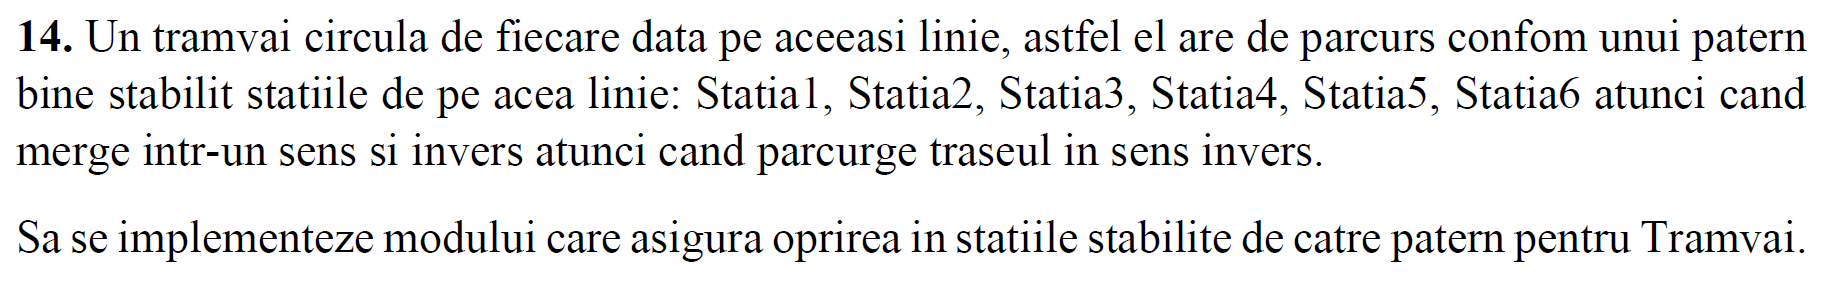 14. Un tramvai circula de fiecare data pe aceeasi linie, astfel el are de parcurs confom unui patern
bine stabilit statiile de pe acea linie: Statia1, Statia2, Statia3, Statia4, Statia5, Statia6 atunci cand
merge intr-un sens si invers atunci cand parcurge traseul in sens invers.
Sa se implementeze modului care asigura oprirea in statiile stabilite de catre patern pentru Tramvai.